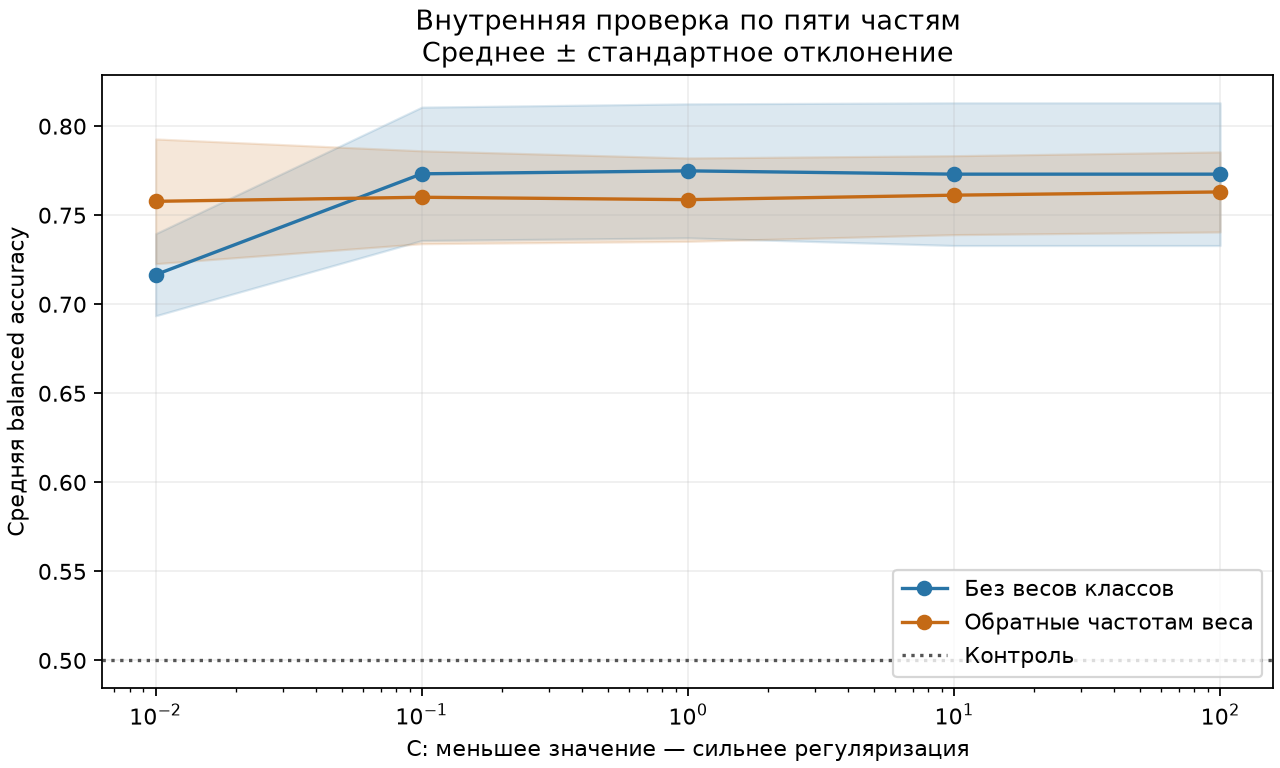 Внутренняя проверка по пяти частям
Среднее ± стандартное отклонение
Средняя balanced accuracy
0.80
0.75
0.70
0.65
0.60
0.55
0.50
Без весов классов
Обратные частотам веса
Контроль
10⁻²
10⁻¹
10⁰
10¹
10²
C: меньшее значение — сильнее регуляризация